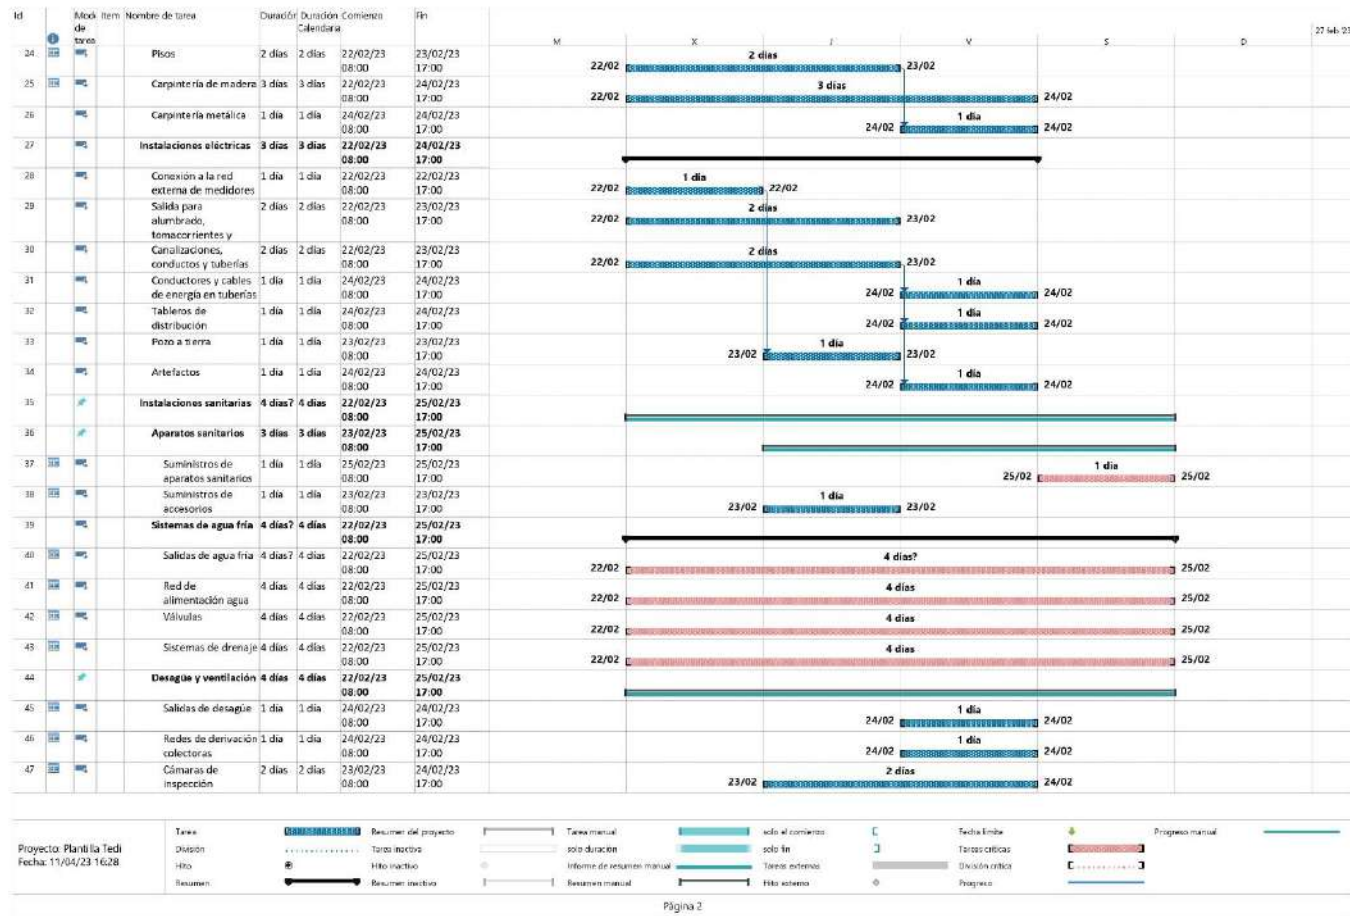 Id Modo de tarea Item Nombre de tarea Duración Duración Calendaria Comienzo Fin
27 feb '23
M X J V S D
24 Pisos 2 días 2 días 22/02/23 08:00 23/02/23 17:00
22/02 2 días 23/02
25 Carpintería de madera 3 días 3 días 22/02/23 08:00 24/02/23 17:00
22/02 3 días 24/02
26 Carpintería metálica 1 día 1 día 24/02/23 08:00 24/02/23 17:00
24/02 1 día 24/02
27 Instalaciones eléctricas 3 días 3 días 22/02/23 08:00 24/02/23 17:00
28 Conexión a la red externa de medidores 1 día 1 día 22/02/23 08:00 22/02/23 17:00
22/02 1 día 22/02
29 Salida para alumbrado, tomacorrientes y 2 días 2 días 22/02/23 08:00 23/02/23 17:00
22/02 2 días 23/02
30 Canalizaciones, conductos y tuberías 2 días 2 días 22/02/23 08:00 23/02/23 17:00
22/02 2 días 23/02
31 Conductores y cables de energía en tuberías 1 día 1 día 24/02/23 08:00 24/02/23 17:00
24/02 1 día 24/02
32 Tableros de distribución 1 día 1 día 24/02/23 08:00 24/02/23 17:00
24/02 1 día 24/02
33 Pozo a tierra 1 día 1 día 23/02/23 08:00 23/02/23 17:00
23/02 1 día 23/02
34 Artefactos 1 día 1 día 24/02/23 08:00 24/02/23 17:00
24/02 1 día 24/02
35 Instalaciones sanitarias 4 días? 4 días 22/02/23 08:00 25/02/23 17:00
36 Aparatos sanitarios 3 días 3 días 23/02/23 08:00 25/02/23 17:00
37 Suministros de aparatos sanitarios 1 día 1 día 25/02/23 08:00 25/02/23 17:00
25/02 1 día 25/02
38 Suministros de accesorios 1 día 1 día 23/02/23 08:00 23/02/23 17:00
23/02 1 día 23/02
39 Sistemas de agua fría 4 días? 4 días 22/02/23 08:00 25/02/23 17:00
40 Salidas de agua fría 4 días? 4 días 22/02/23 08:00 25/02/23 17:00
22/02 4 días? 25/02
41 Red de alimentación agua 4 días 4 días 22/02/23 08:00 25/02/23 17:00
22/02 4 días 25/02
42 Válvulas 4 días 4 días 22/02/23 08:00 25/02/23 17:00
22/02 4 días 25/02
43 Sistemas de drenaje 4 días 4 días 22/02/23 08:00 25/02/23 17:00
22/02 4 días 25/02
44 Desagüe y ventilación 4 días 4 días 22/02/23 08:00 25/02/23 17:00
45 Salidas de desagüe 1 día 1 día 24/02/23 08:00 24/02/23 17:00
24/02 1 día 24/02
46 Redes de derivación colectoras 1 día 1 día 24/02/23 08:00 24/02/23 17:00
24/02 1 día 24/02
47 Cámaras de inspección 2 días 2 días 23/02/23 08:00 24/02/23 17:00
23/02 2 días 24/02
Proyecto: Plantilla Tedi
Fecha: 11/04/23 16:28
Tarea Resumen del proyecto Tarea manual solo el comienzo Fecha límite Progreso manual
División Tarea inactiva solo duración solo fin Tareas críticas
Hito Hito inactivo Informe de resumen manual Tareas externas División crítica
Resumen Resumen inactivo Resumen manual Hito externo Progreso
Página 2